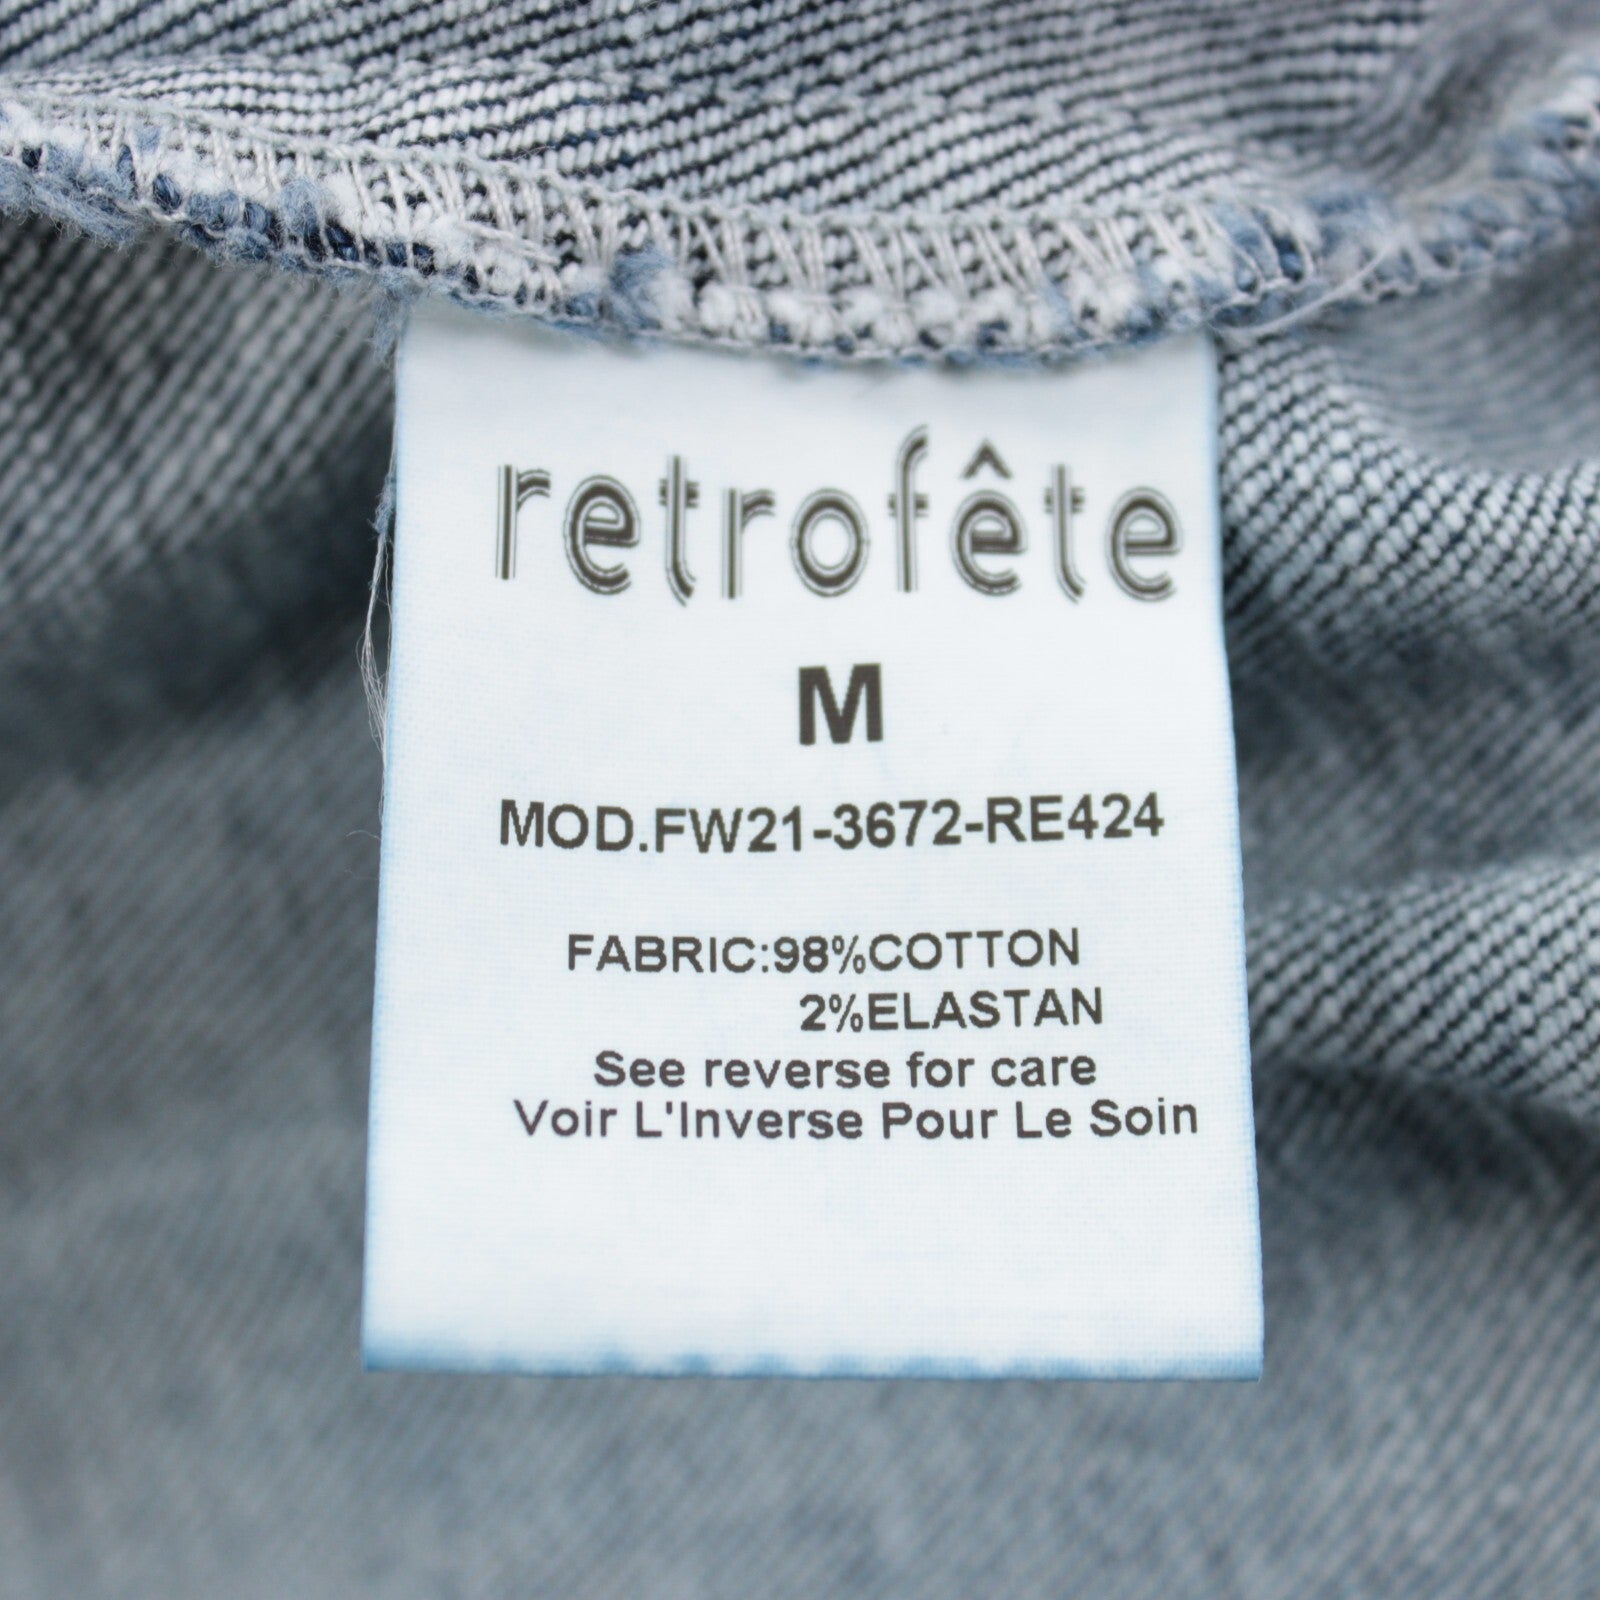 retrofête
M
MOD.FW21-3672-RE424
FABRIC:98%COTTON
2%ELASTAN
See reverse for care
Voir L'Inverse Pour Le Soin